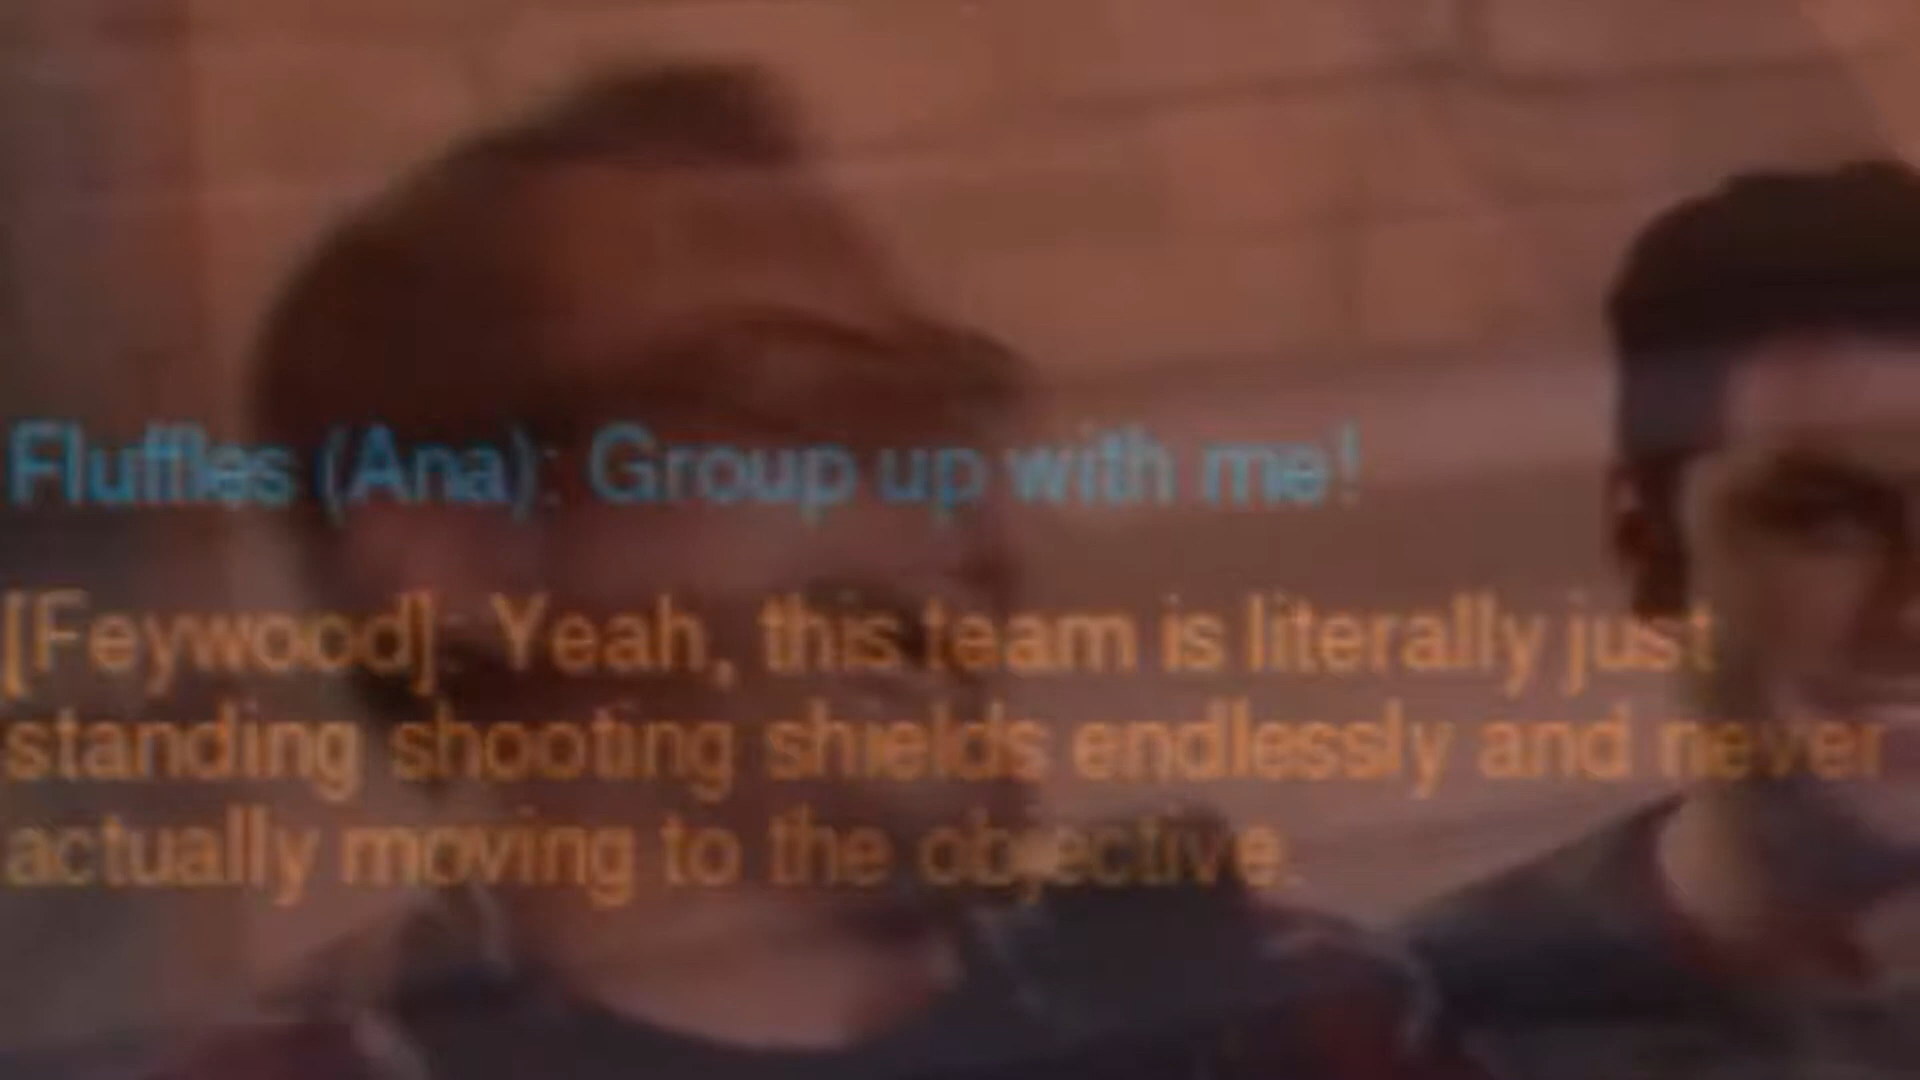 Fluffles (Ana): Group up with me!
[Feywood]: Yeah, this team is literally just
standing shooting shields endlessly and never
actually moving to the objective.